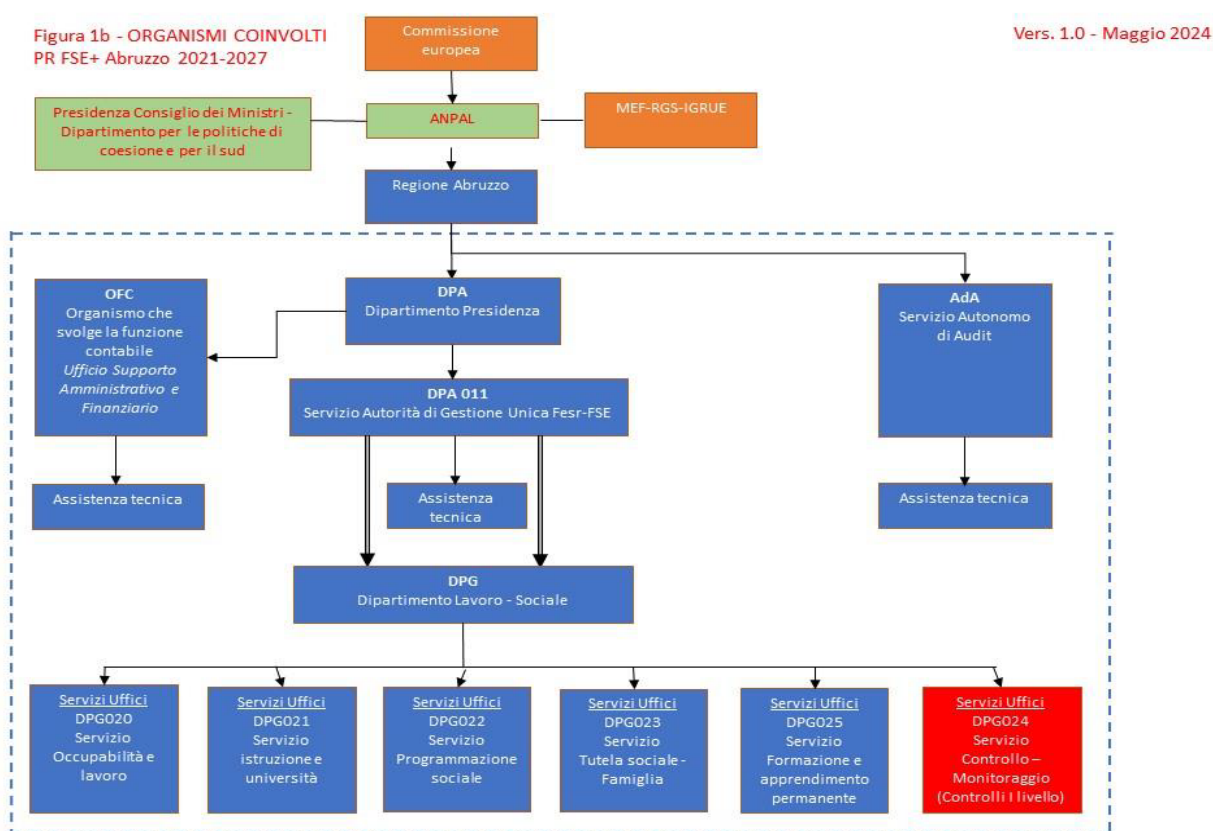 Figura 1b - ORGANISMI COINVOLTI
PR FSE+ Abruzzo 2021-2027
Vers. 1.0 - Maggio 2024
Commissione
europea
Presidenza Consiglio dei Ministri -
Dipartimento per le politiche di
coesione e per il sud
ANPAL
MEF-RGS-IGRUE
Regione Abruzzo
OFC
Organismo che
svolge la funzione
contabile
Ufficio Supporto
Amministrativo e
Finanziario
DPA
Dipartimento Presidenza
AdA
Servizio Autonomo
di Audit
DPA 011
Servizio Autorità di Gestione Unica Fesr-FSE
Assistenza tecnica
Assistenza
tecnica
Assistenza tecnica
DPG
Dipartimento Lavoro - Sociale
Servizi Uffici
DPG020
Servizio
Occupabilità e
lavoro
Servizi Uffici
DPG021
Servizio
istruzione e
università
Servizi Uffici
DPG022
Servizio
Programmazione
sociale
Servizi Uffici
DPG023
Servizio
Tutela sociale -
Famiglia
Servizi Uffici
DPG025
Servizio
Formazione e
apprendimento
permanente
Servizi Uffici
DPG024
Servizio
Controllo –
Monitoraggio
(Controlli I livello)